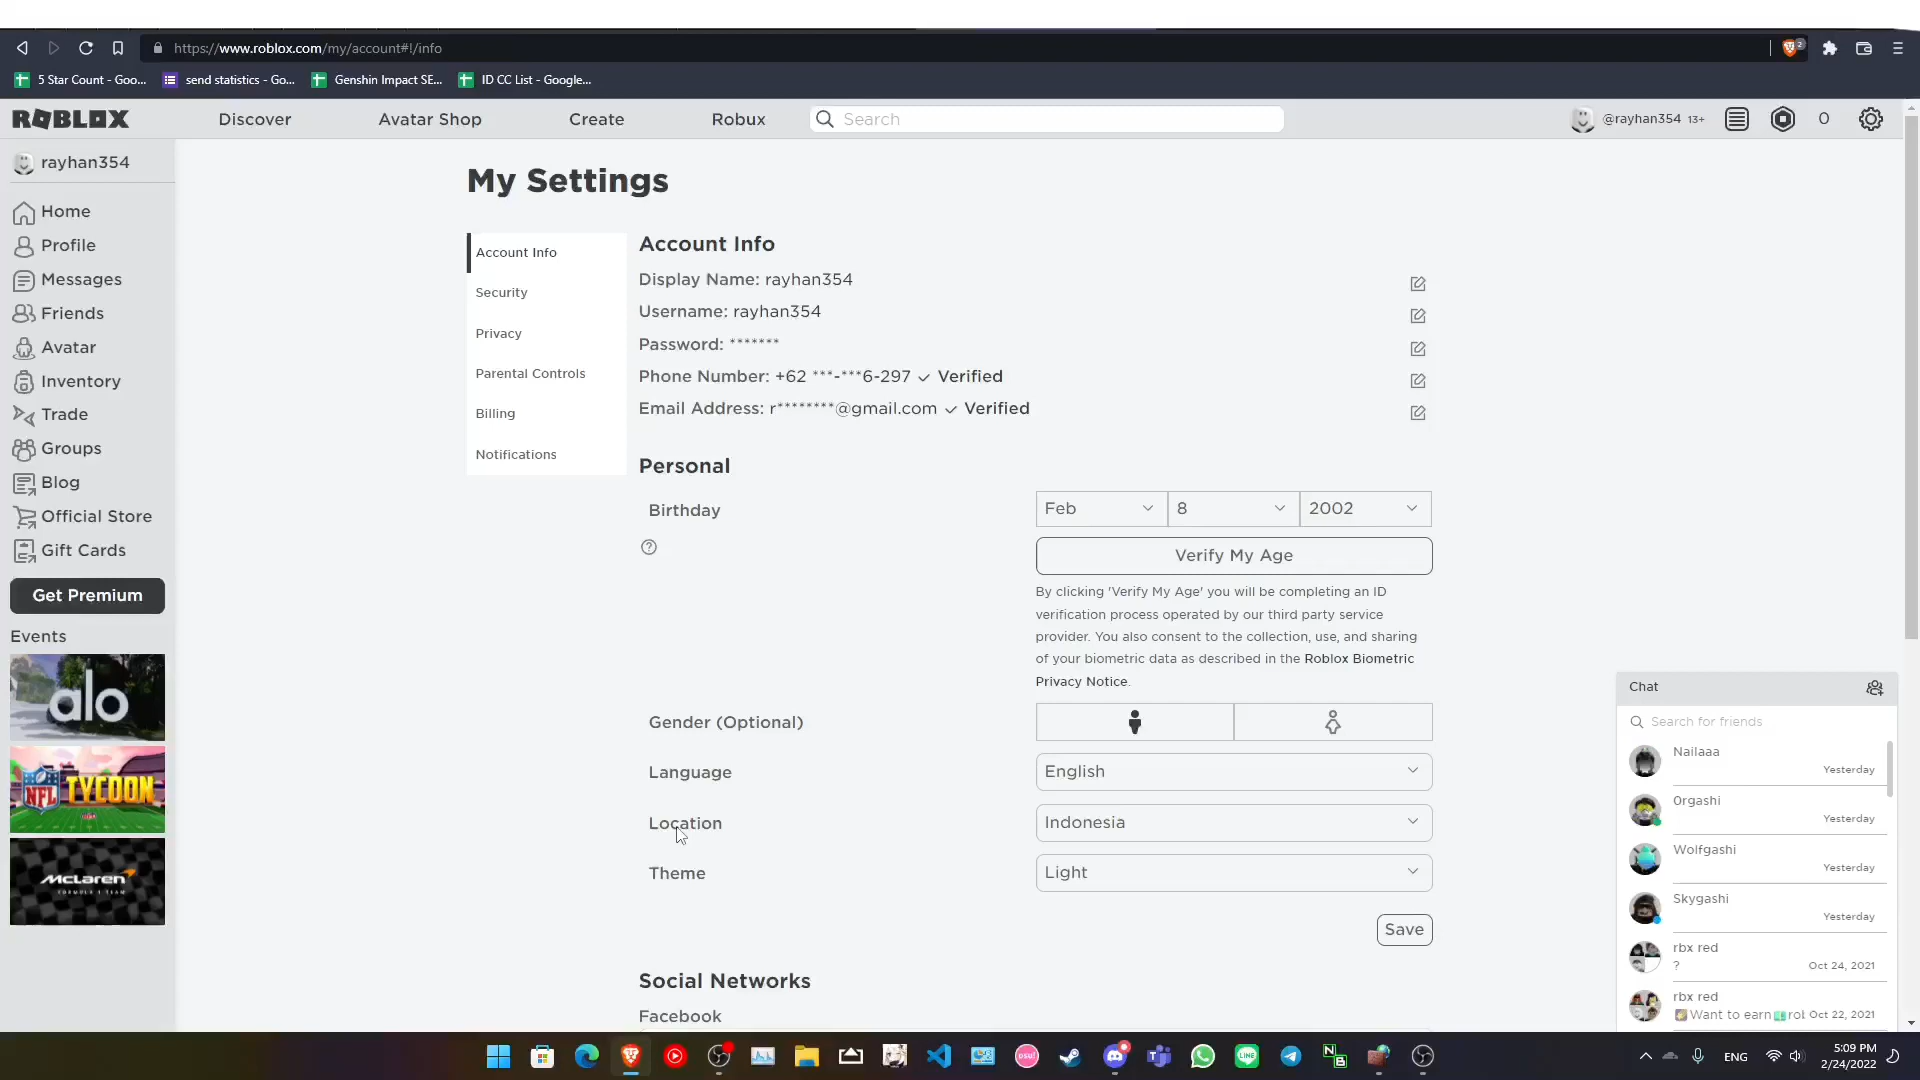 https://www.roblox.com/my/account#!/info
2
5 Star Count - Goo...
send statistics - Go...
Genshin Impact SE...
ID CC List - Google...
ROBLOX
Discover
Avatar Shop
Create
Robux
Search
@rayhan354 13+
0
rayhan354
Home
Profile
Messages
Friends
Avatar
Inventory
Trade
Groups
Blog
Official Store
Gift Cards
Get Premium
Events
alo
NFL TYCOON
McLaren
FORMULA 1 TEAM
My Settings
Account Info
Security
Privacy
Parental Controls
Billing
Notifications
Account Info
Display Name: rayhan354
Username: rayhan354
Password: *******
Phone Number: +62 ***-***6-297 ✓ Verified
Email Address: r********@gmail.com ✓ Verified
Personal
Birthday
Feb
8
2002
?
Verify My Age
By clicking 'Verify My Age' you will be completing an ID
verification process operated by our third party service
provider. You also consent to the collection, use, and sharing
of your biometric data as described in the Roblox Biometric
Privacy Notice.
Gender (Optional)
Language
English
Location
Indonesia
Theme
Light
Save
Social Networks
Facebook
Chat
Search for friends
Nailaaa
Yesterday
0rgashi
Yesterday
Wolfgashi
Yesterday
Skygashi
Yesterday
rbx red
?
Oct 24, 2021
rbx red
Want to earn rol Oct 22, 2021
osu!
LINE
N
B
ENG
5:09 PM
2/24/2022